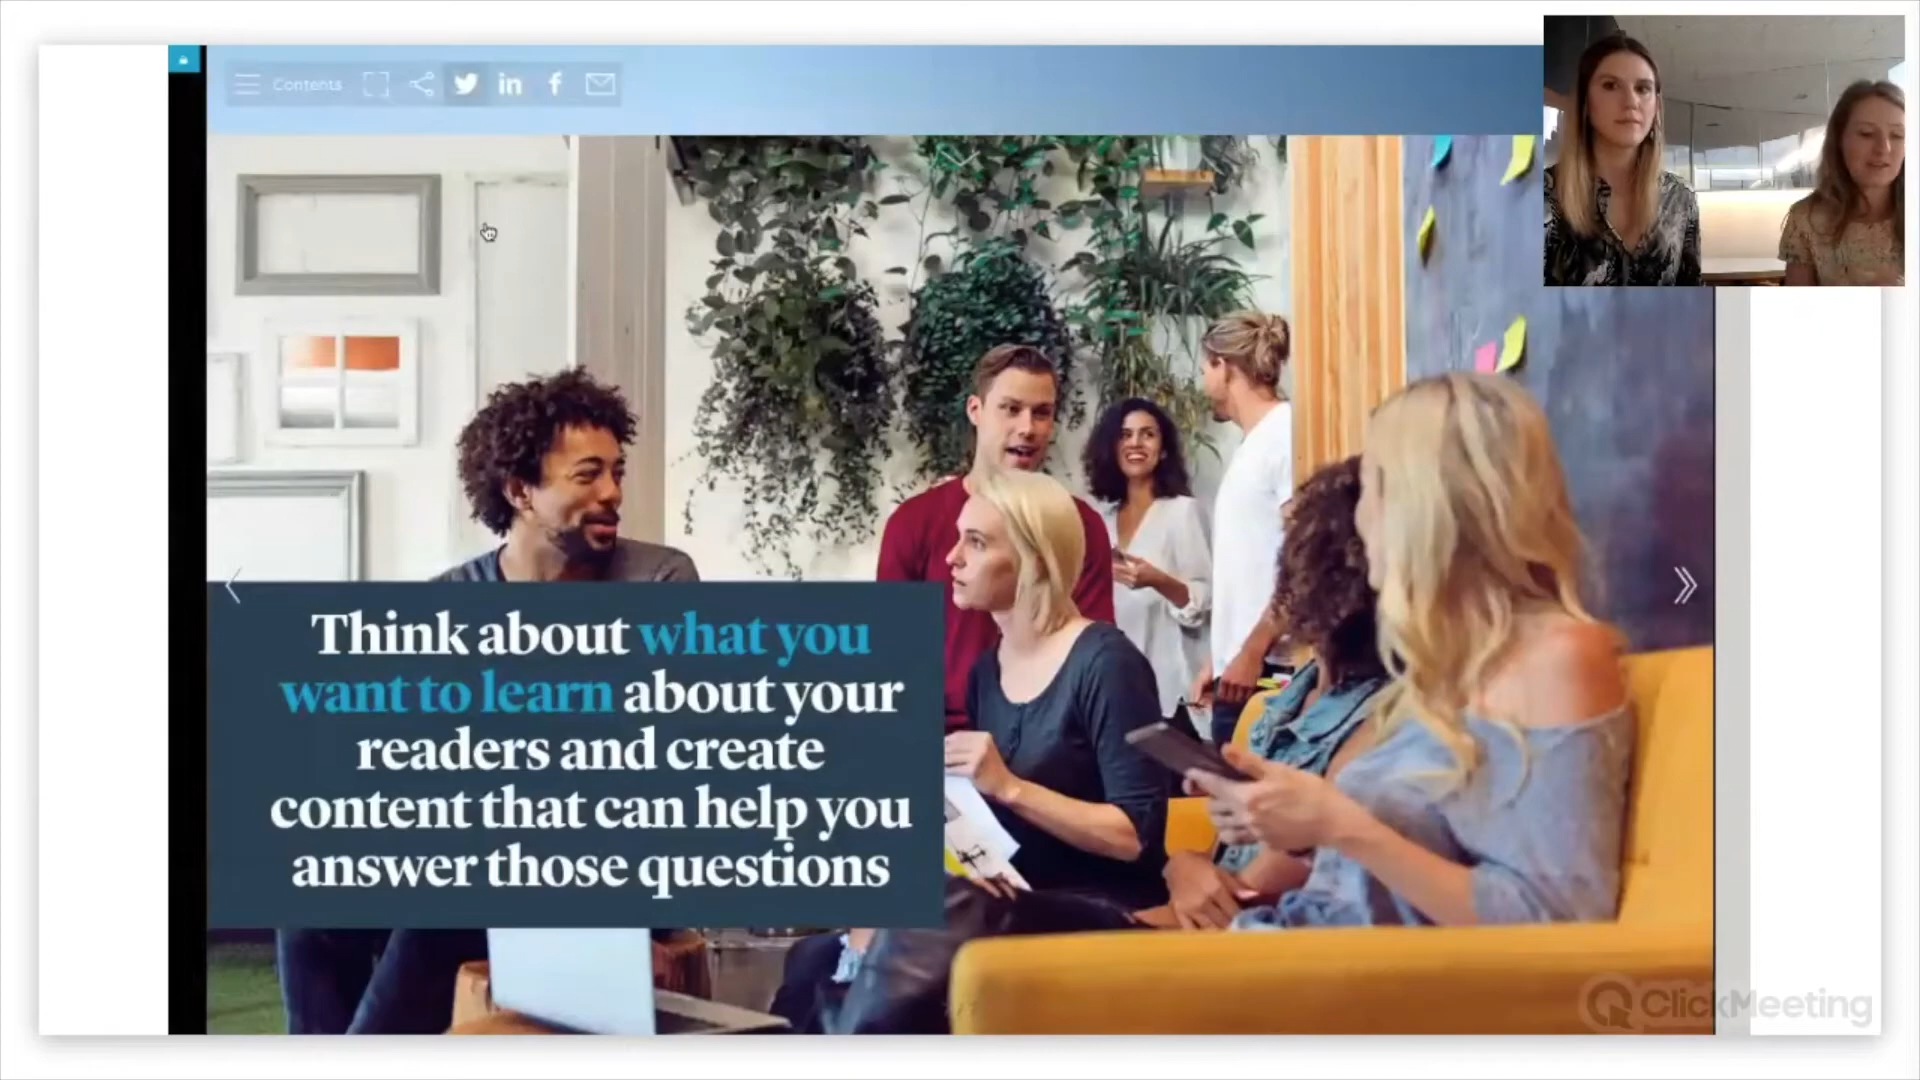 Contents
Think about what you
want to learn about your
readers and create
content that can help you
answer those questions
ClickMeeting